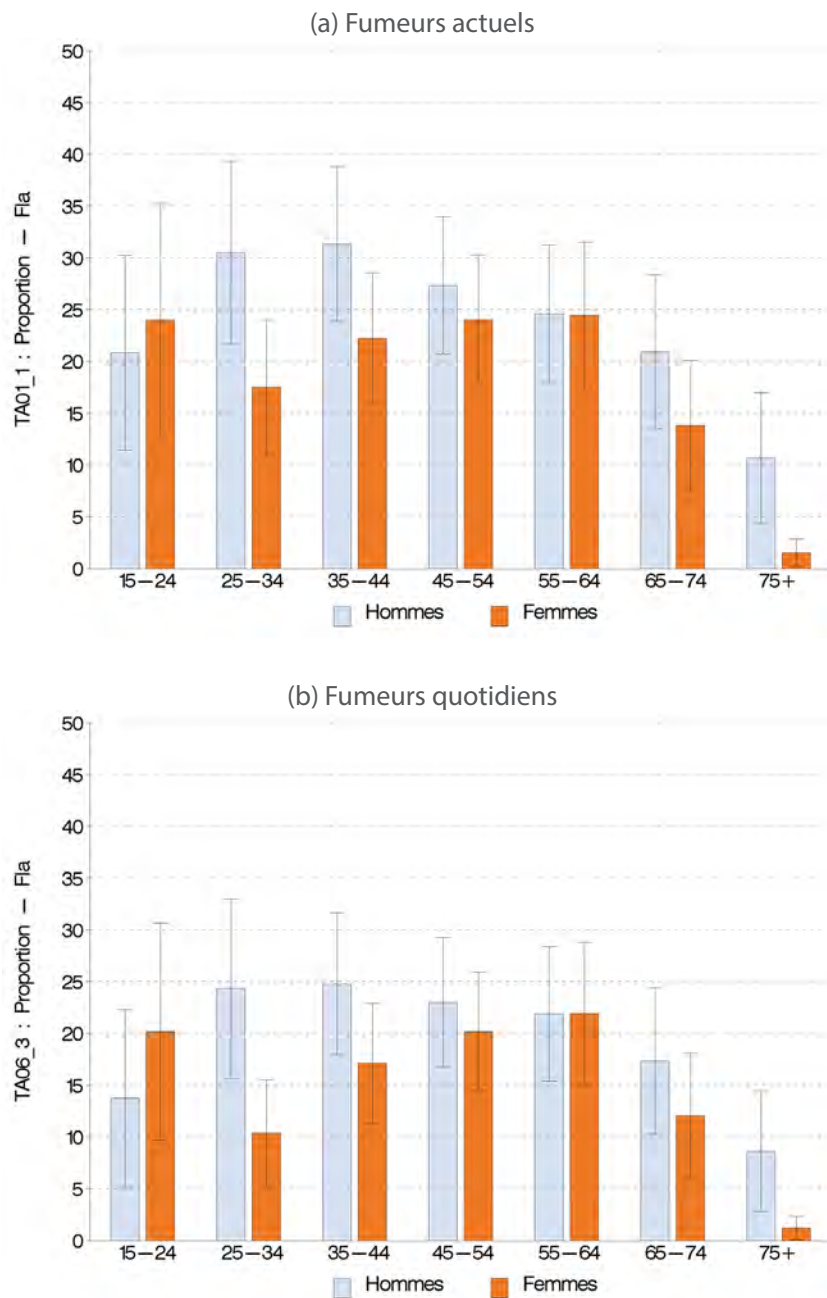 (a) Fumeurs actuels
50
45
40
35
30
25
20
15
10
5
0
TA01_1 : Proportion – Fla
15–24 25–34 35–44 45–54 55–64 65–74 75+
Hommes Femmes
(b) Fumeurs quotidiens
50
45
40
35
30
25
20
15
10
5
0
TA06_3 : Proportion – Fla
15–24 25–34 35–44 45–54 55–64 65–74 75+
Hommes Femmes